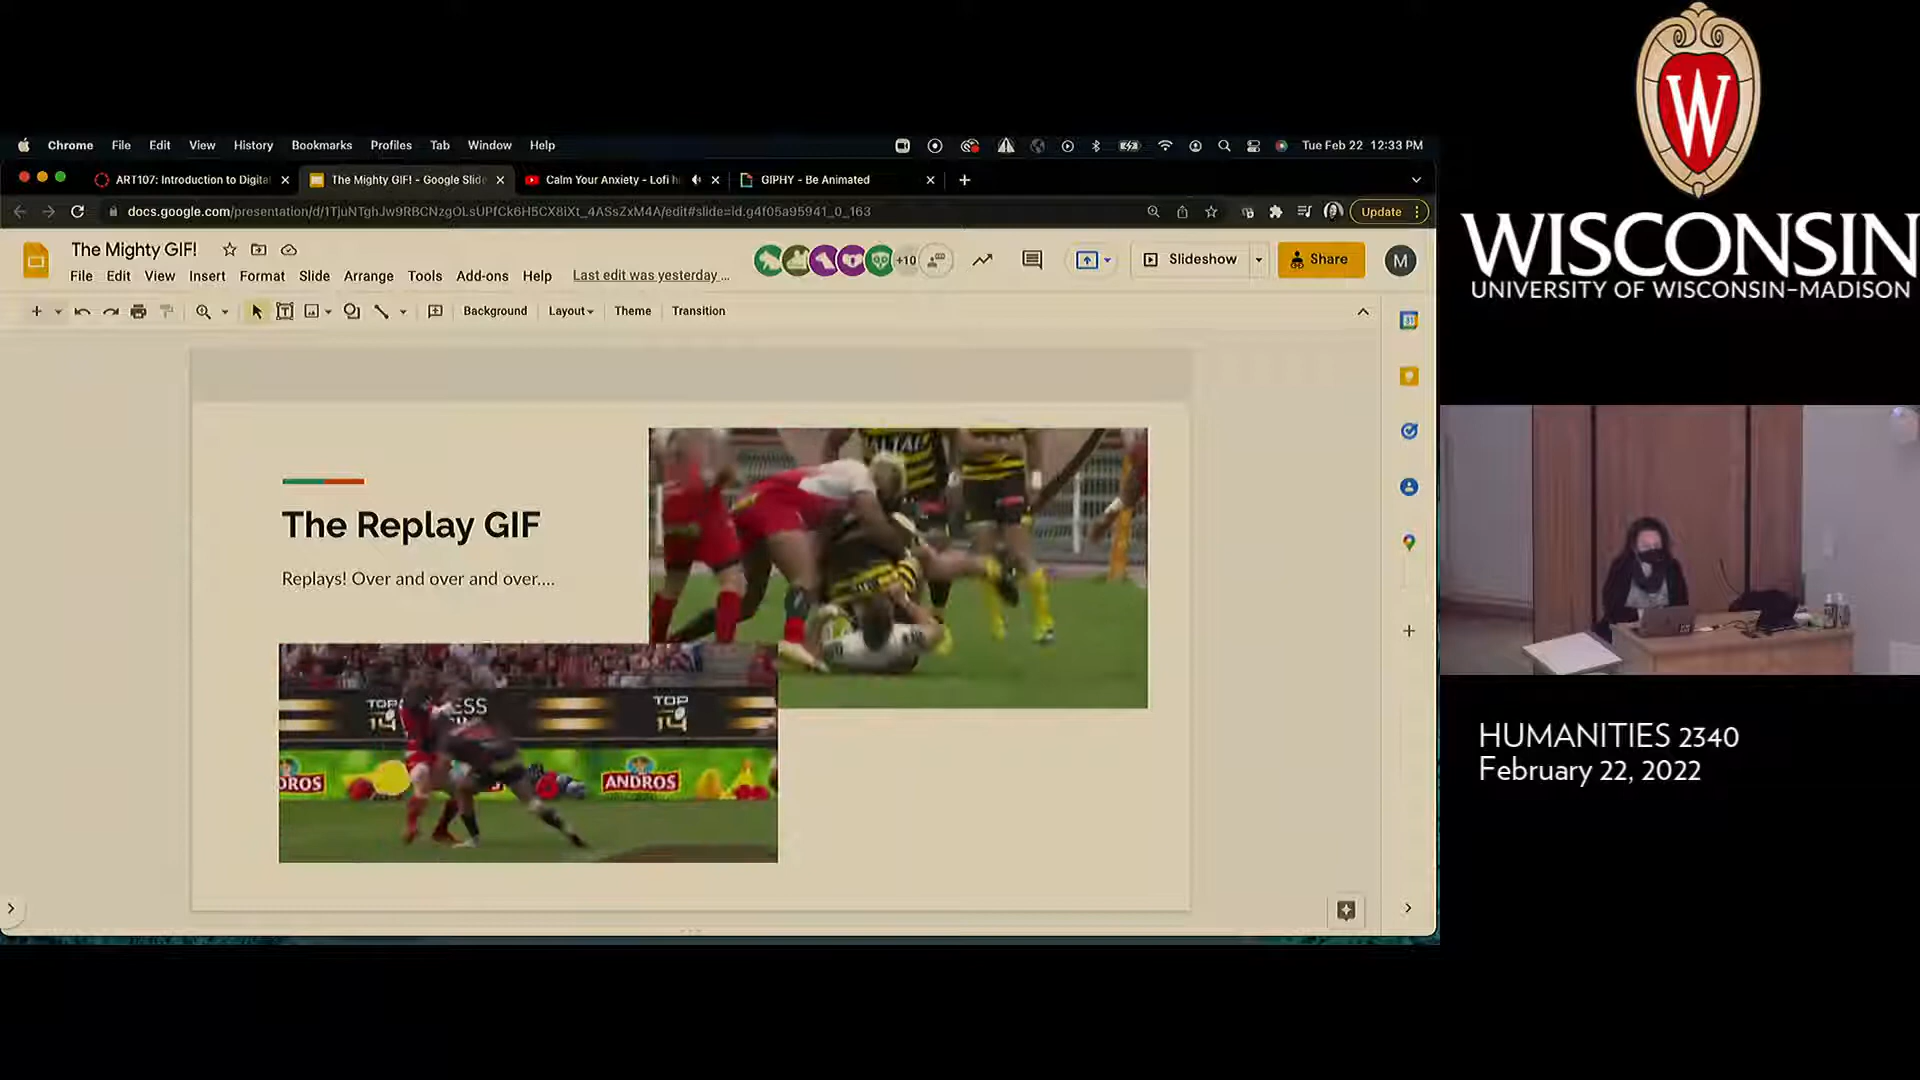 Chrome File Edit View History Bookmarks Profiles Tab Window Help
Tue Feb 22 12:33 PM
ART107: Introduction to Digital
The Mighty GIF! - Google Slide
Calm Your Anxiety - Lofi h
GIPHY - Be Animated
docs.google.com/presentation/d/1TjuNTghJw9RBCNzgOLsUPfCk6H5CX8iXt_4ASsZxM4A/edit#slide=id.g4f05a95941_0_163
Update
The Mighty GIF!
File Edit View Insert Format Slide Arrange Tools Add-ons Help Last edit was yesterday ...
+10
Slideshow
Share
M
Background Layout Theme Transition
The Replay GIF
Replays! Over and over and over....
TOP 14
ESS
TOP 14
DROS
ANDROS
W
WISCONSIN
UNIVERSITY OF WISCONSIN–MADISON
HUMANITIES 2340
February 22, 2022